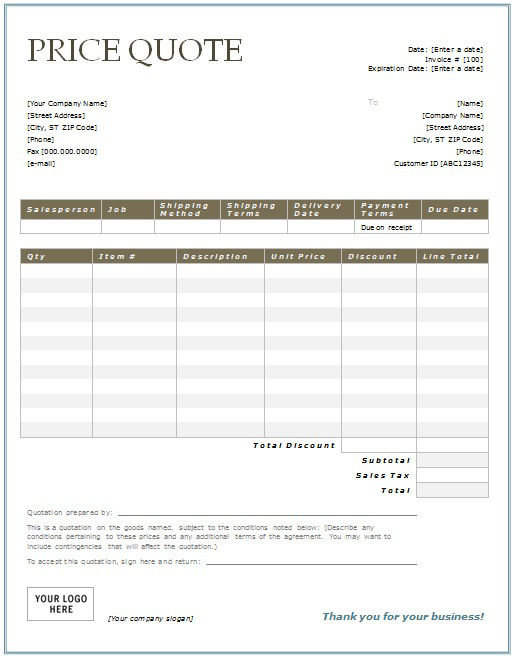 PRICE QUOTE
Date: [Enter a date]
Invoice # [100]
Expiration Date: [Enter a date]
[Your Company Name]
[Street Address]
[City, ST ZIP Code]
[Phone]
Fax [000.000.0000]
[e-mail]
To
[Name]
[Company Name]
[Street Address]
[City, ST ZIP Code]
[Phone]
Customer ID [ABC12345]
Salesperson Job Shipping Method Shipping Terms Delivery Date Payment Terms Due Date
Due on receipt
Qty Item # Description Unit Price Discount Line Total
Total Discount
Subtotal
Sales Tax
Total
Quotation prepared by:
This is a quotation on the goods named, subject to the conditions noted below: (Describe any
conditions pertaining to these prices and any additional terms of the agreement. You may want to
include contingencies that will affect the quotation.)
To accept this quotation, sign here and return:
YOUR LOGO
HERE
[Your company slogan]
Thank you for your business!